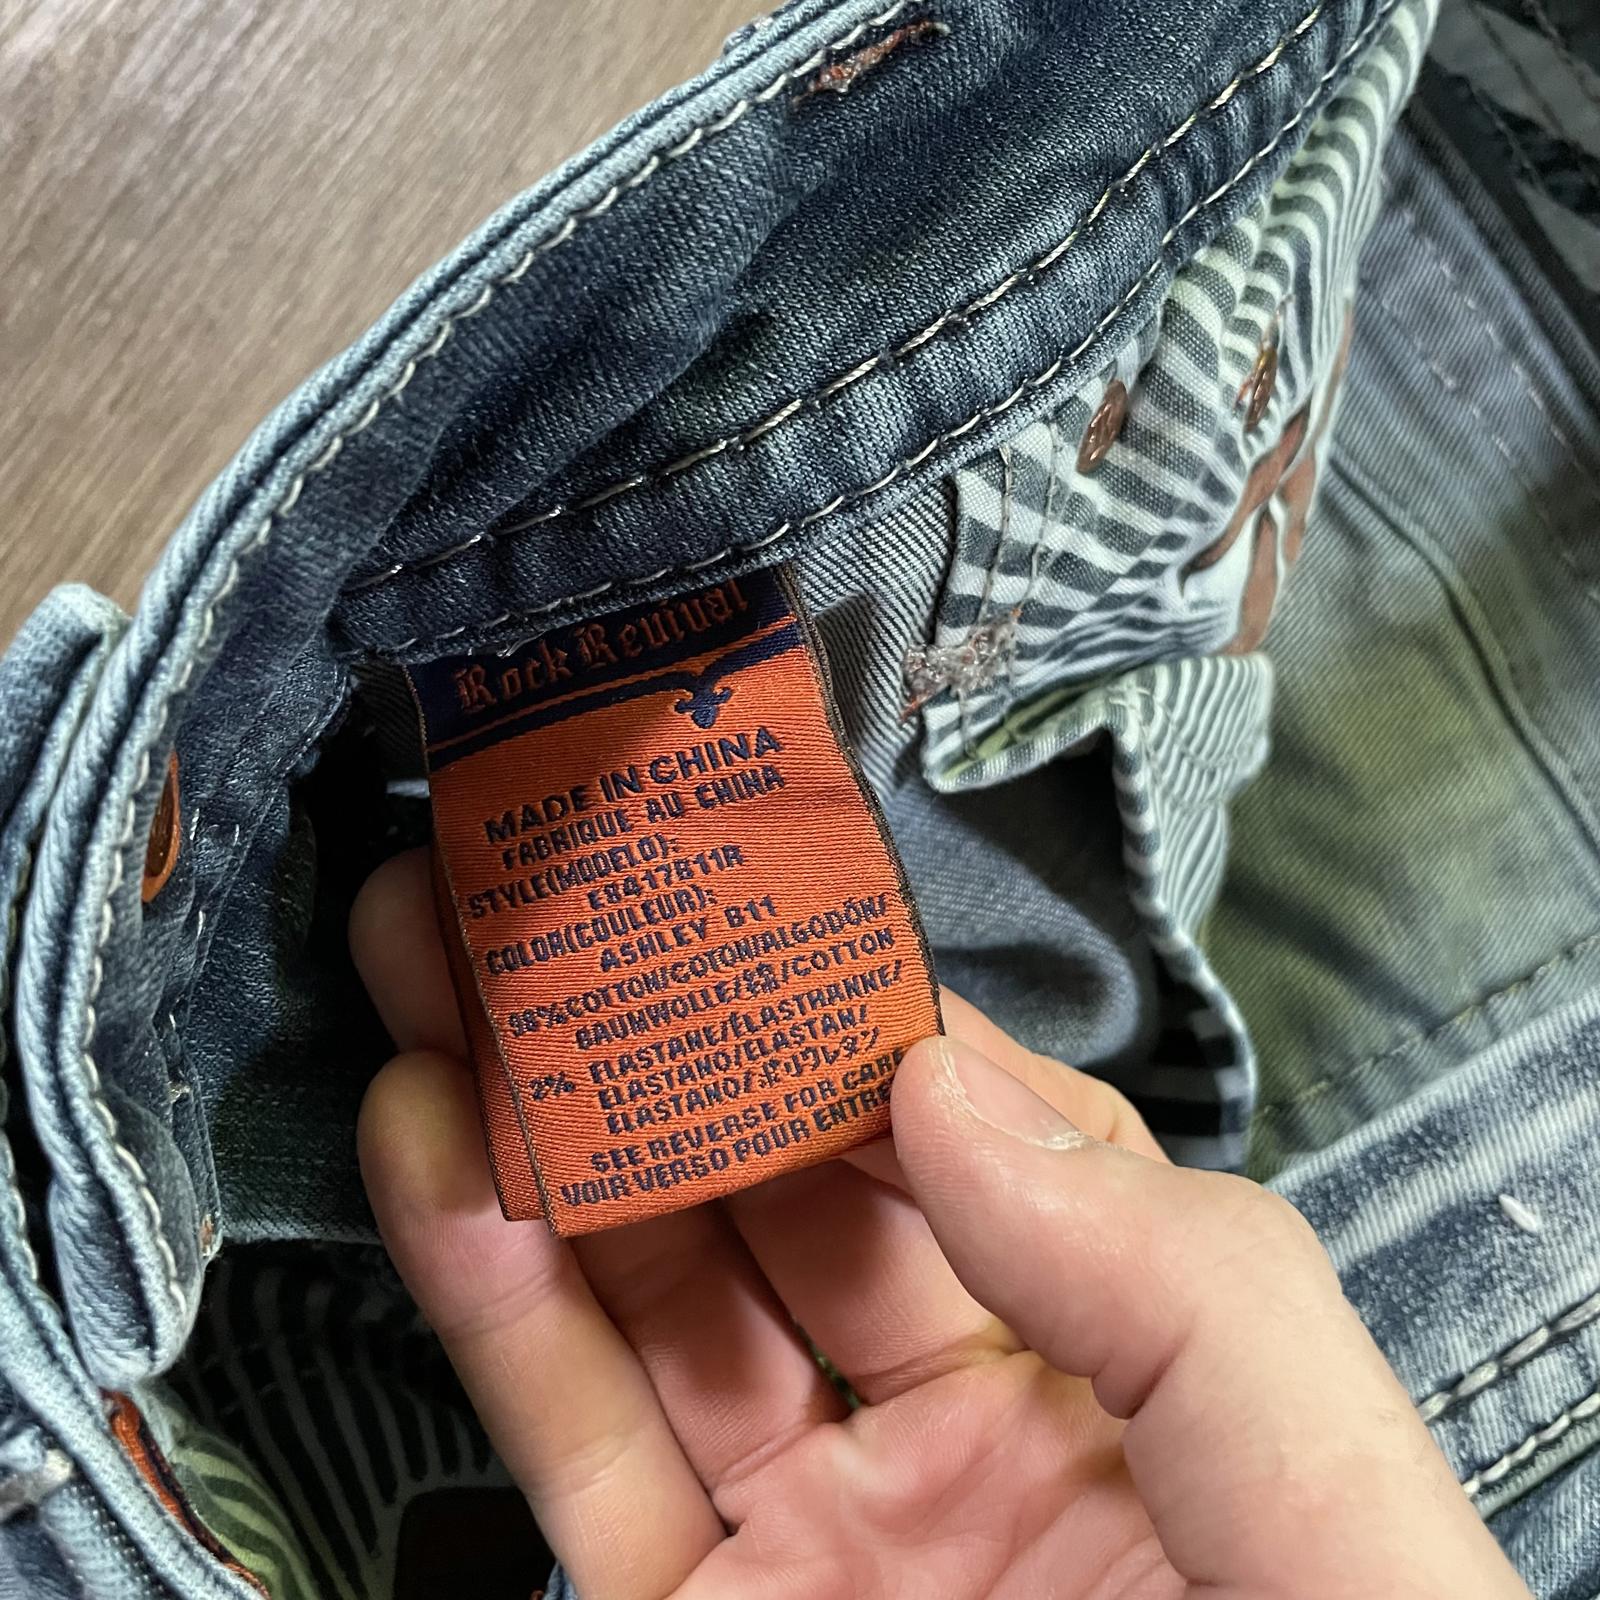 Rock Revival
MADE IN CHINA
FABRIQUE AU CHINA
STYLE(MODELO):
E8417B11R
COLOR(COULEUR):
ASHLEY B11
98%COTTON/COTON/ALGODÓN/
BAUMWOLLE/綿/COTTON
2% ELASTANE/ÉLASTHANNE/
ELASTANO/ELASTAN/
ELASTANO/ポリウレタン
SEE REVERSE FOR CARE
VOIR VERSO POUR ENTRE